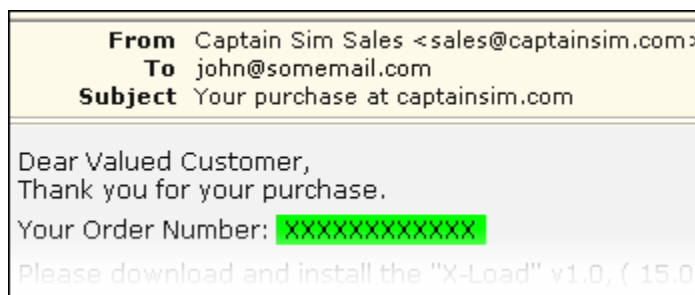 From Captain Sim Sales <sales@captainsim.com>
To john@somemail.com
Subject Your purchase at captainsim.com
Dear Valued Customer,
Thank you for your purchase.
Your Order Number: XXXXXXXXXXXX
Please download and install the "X-Load" v1.0, ( 15.0